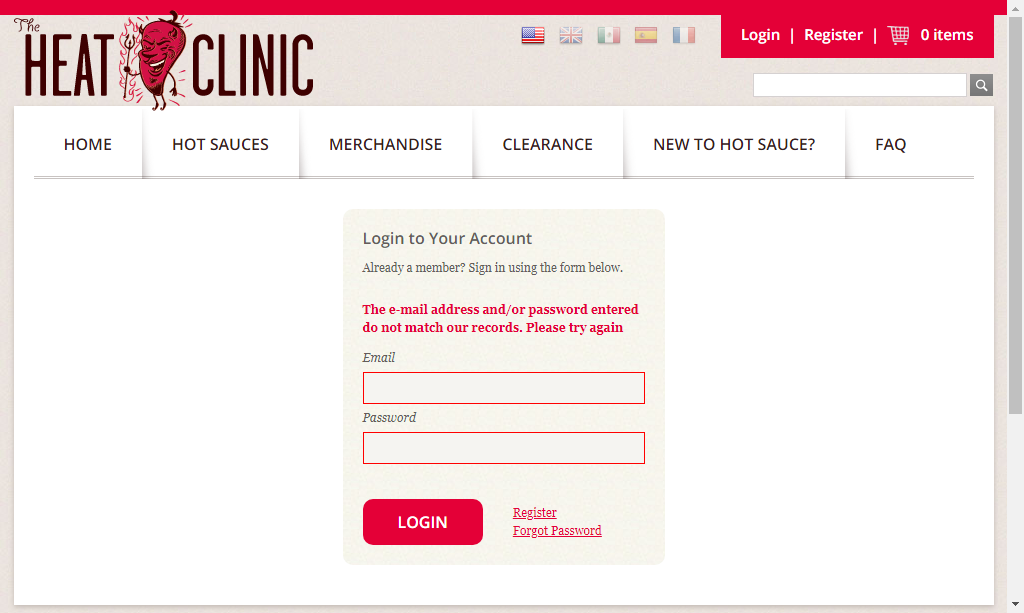 The
HEAT CLINIC
Login | Register | 0 items
HOME
HOT SAUCES
MERCHANDISE
CLEARANCE
NEW TO HOT SAUCE?
FAQ
Login to Your Account
Already a member? Sign in using the form below.
The e-mail address and/or password entered
do not match our records. Please try again
Email
Password
LOGIN
Register
Forgot Password